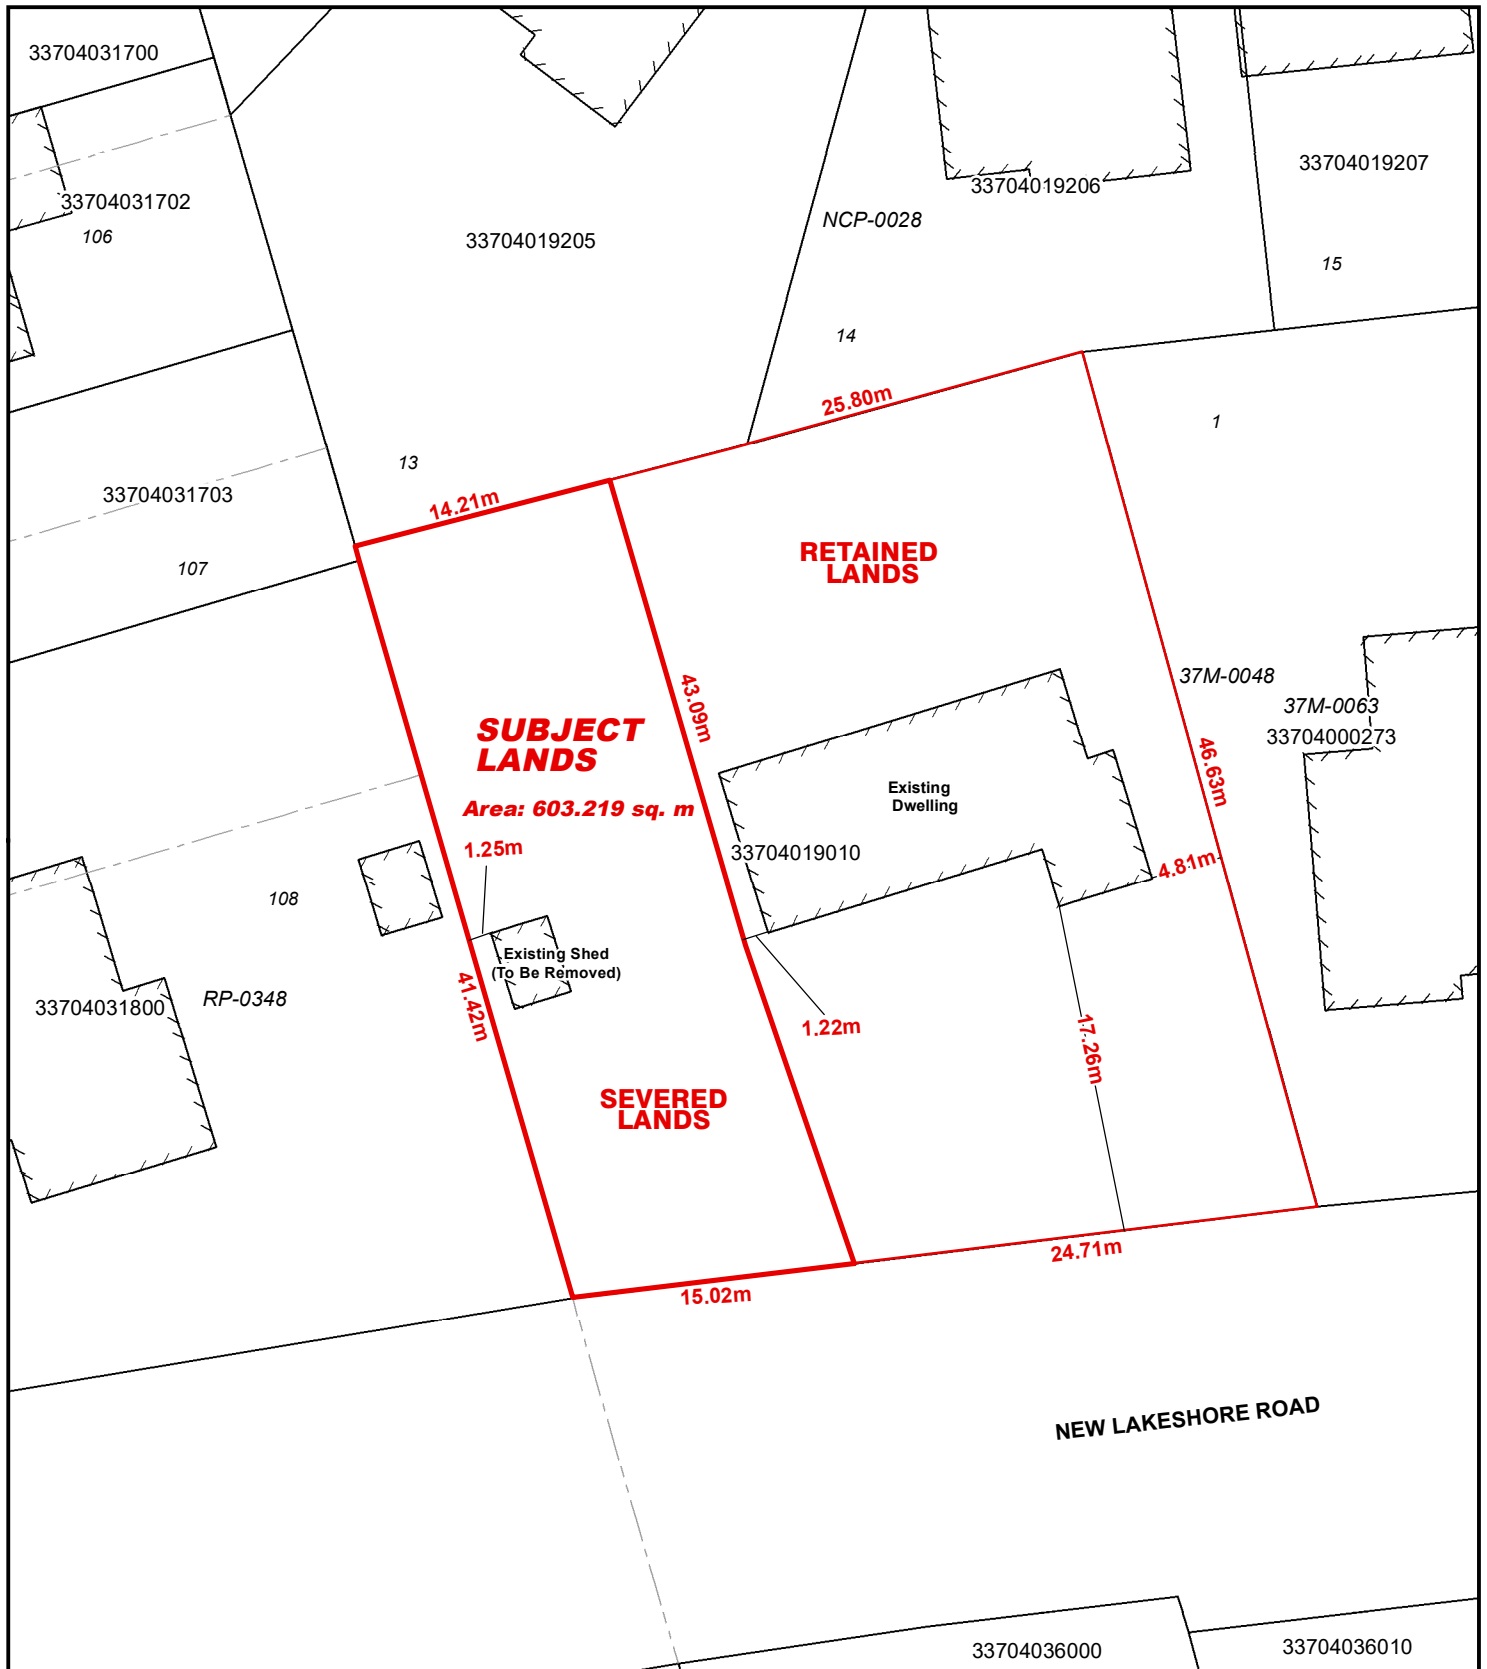 33704031700
33704019207
33704019206
33704031702
NCP-0028
106
33704019205
15
14
25.80m
1
13
33704031703
14.21m
RETAINED
LANDS
107
37M-0048
43.09m
37M-0063
SUBJECT
LANDS
33704000273
46.63m
Existing
Dwelling
Area: 603.219 sq. m
1.25m
33704019010
4.81m
108
Existing Shed
(To Be Removed)
33704031800
RP-0348
41.42m
1.22m
17.26m
SEVERED
LANDS
24.71m
15.02m
NEW LAKESHORE ROAD
33704036000
33704036010